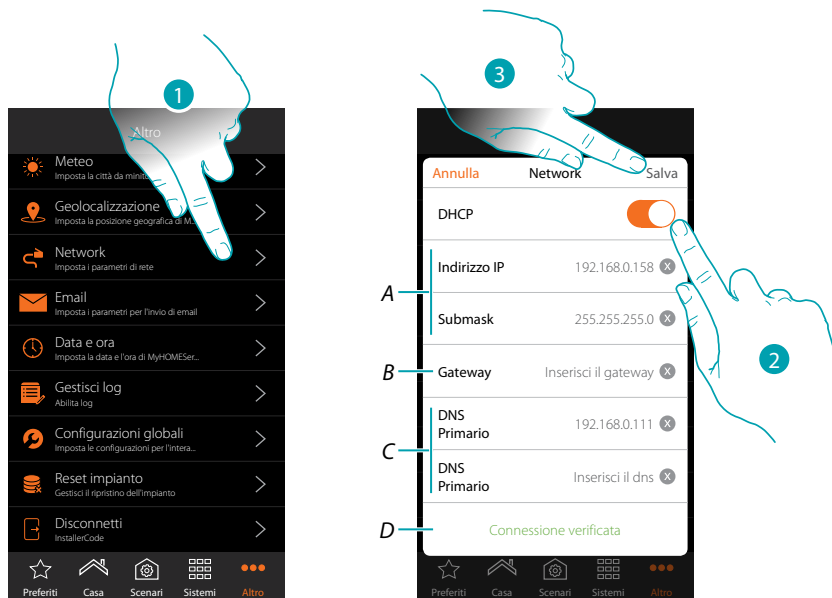 1
Altro
Meteo
Imposta la città da minito
Geolocalizzazione
Imposta la posizione geografica di M...
Network
Imposta i parametri di rete
Email
Imposta i parametri per l'invio di email
Data e ora
Imposta la data e l'ora di MyHOMESer...
Gestisci log
Abilita log
Configurazioni globali
Imposta le configurazioni per l'intera...
Reset impianto
Gestisci il ripristino dell'impianto
Disconnetti
InstallerCode
Preferiti Casa Scenari Sistemi Altro
3
Annulla Network Salva
DHCP
A
Indirizzo IP 192.168.0.158 X
Submask 255.255.255.0 X
2
B Gateway Inserisci il gateway X
C
DNS
Primario 192.168.0.111 X
DNS
Primario Inserisci il dns X
D Connessione verificata
Preferiti Casa Scenari Sistemi Altro